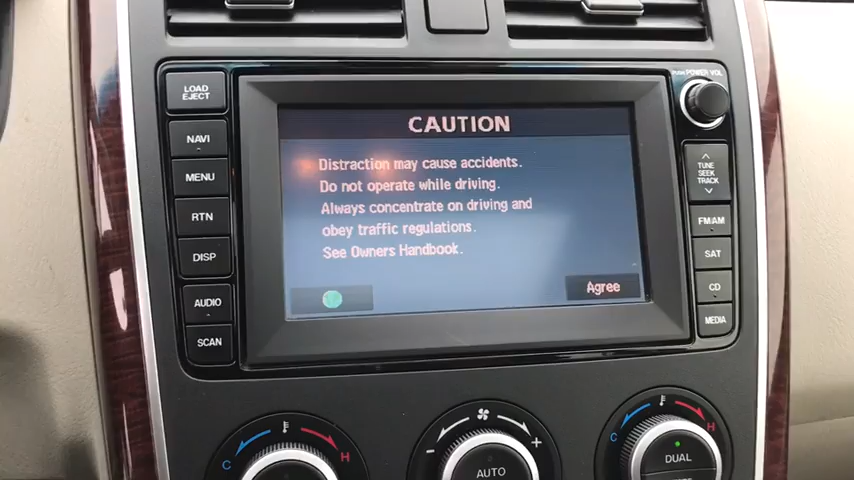 PUSH POWER VOL
LOAD
EJECT
NAVI
MENU
RTN
DISP
AUDIO
SCAN
CAUTION
Distraction may cause accidents.
Do not operate while driving.
Always concentrate on driving and
obey traffic regulations.
See Owners Handbook.
Agree
TUNE
SEEK
TRACK
FM/AM
SAT
CD
MEDIA
C
H
- +
AUTO
C
H
DUAL